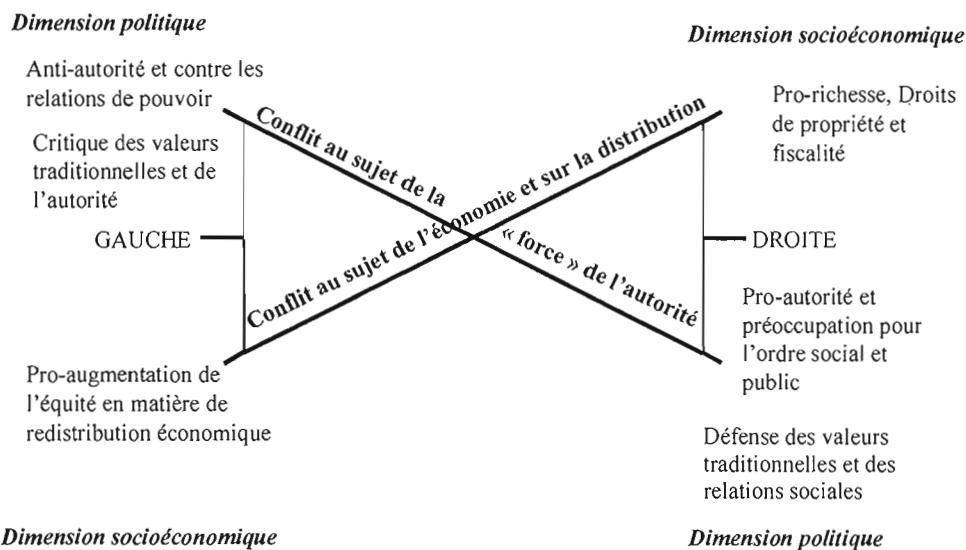 Dimension politique
Dimension socioéconomique
Anti-autorité et contre les
relations de pouvoir
Pro-richesse, Droits
de propriété et
fiscalité
Critique des valeurs
traditionnelles et de
l'autorité
Conflit au sujet de la
« force » de l'autorité
Conflit au sujet de l'économie et sur la distribution
GAUCHE
DROITE
Pro-autorité et
préoccupation pour
l'ordre social et
public
Pro-augmentation de
l'équité en matière de
redistribution économique
Défense des valeurs
traditionnelles et des
relations sociales
Dimension socioéconomique
Dimension politique